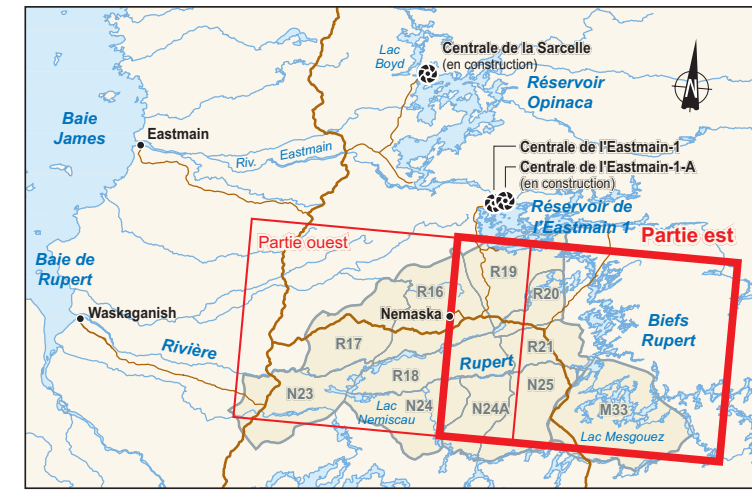 Lac
Boyd
Centrale de la Sarcelle
(en construction)
Réservoir
Opinaca
N
Baie
James
Eastmain
Riv. Eastmain
Centrale de l'Eastmain-1
Centrale de l'Eastmain-1-A
(en construction)
Réservoir de
l'Eastmain 1
Partie ouest
Partie est
Baie de
Rupert
R19
R16
R20
Waskaganish
Nemaska
Biefs
Rupert
Rivière
R17
R21
Rupert
R18
N25
N23
Lac
Nemiscau
N24
N24A
M33
Lac Mesgouez